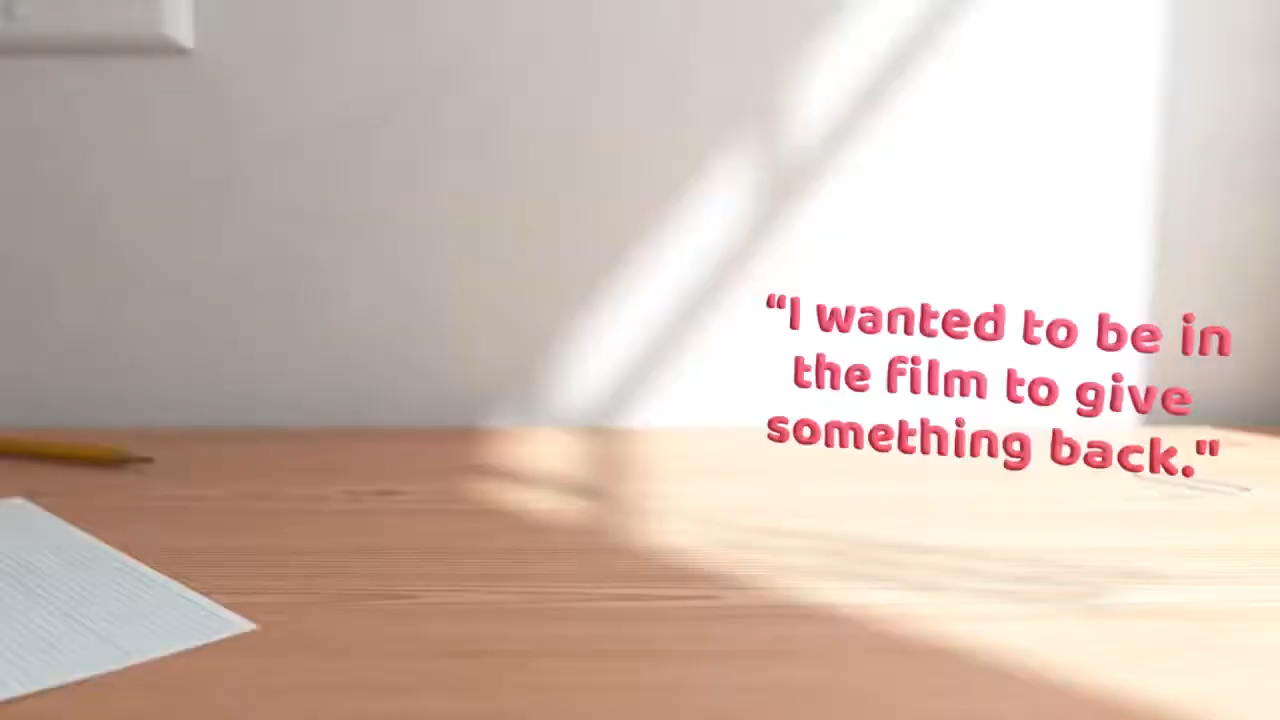 “I wanted to be in
the film to give
something back."